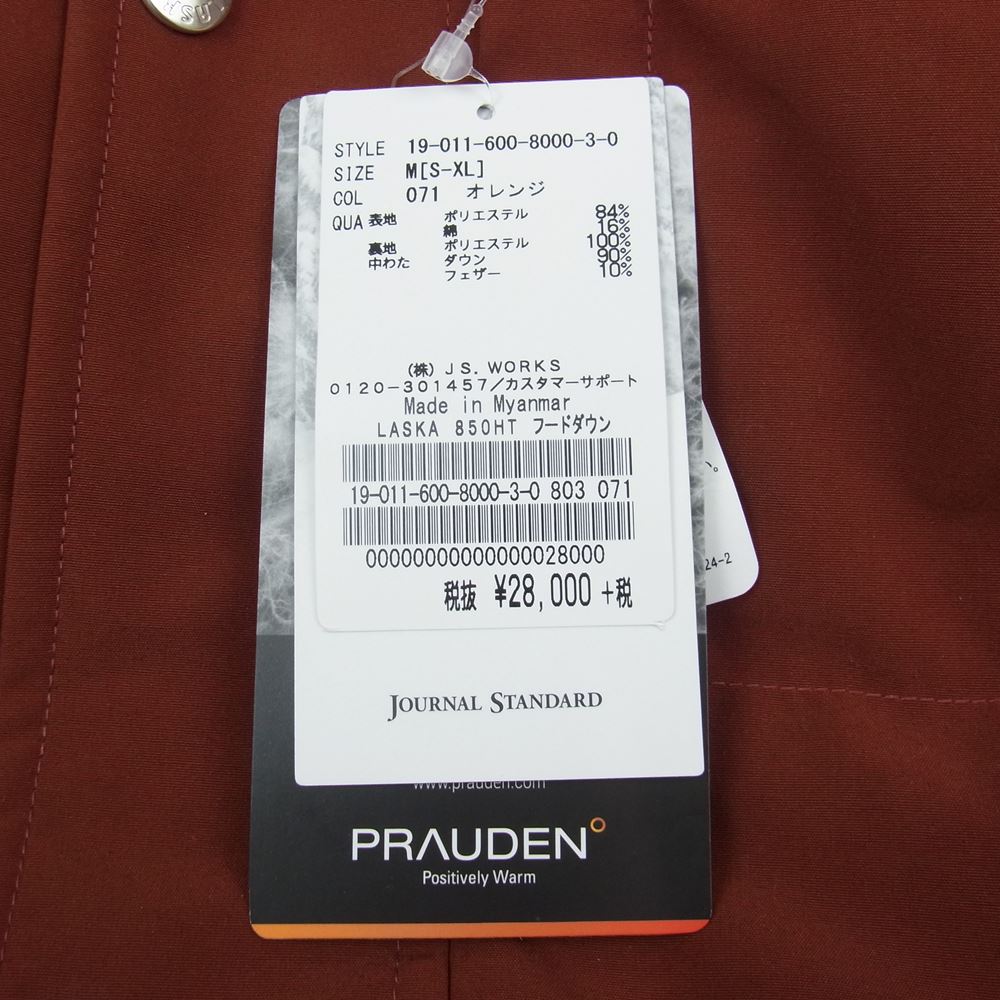 STYLE 19-011-600-8000-3-0
SIZE M[S-XL]
COL 071 オレンジ
QUA 表地 ポリエステル 84%
綿 16%
裏地 ポリエステル 100%
中わた ダウン 90%
フェザー 10%
(株)JS.WORKS
0120-301457/カスタマーサポート
Made in Myanmar
LASKA 850HT フードダウン
19-011-600-8000-3-0 803 071
00000000000000028000
税抜 ¥28,000 +税
24-2
JOURNAL STANDARD
www.prauden.com
PRAUDEN
Positively Warm